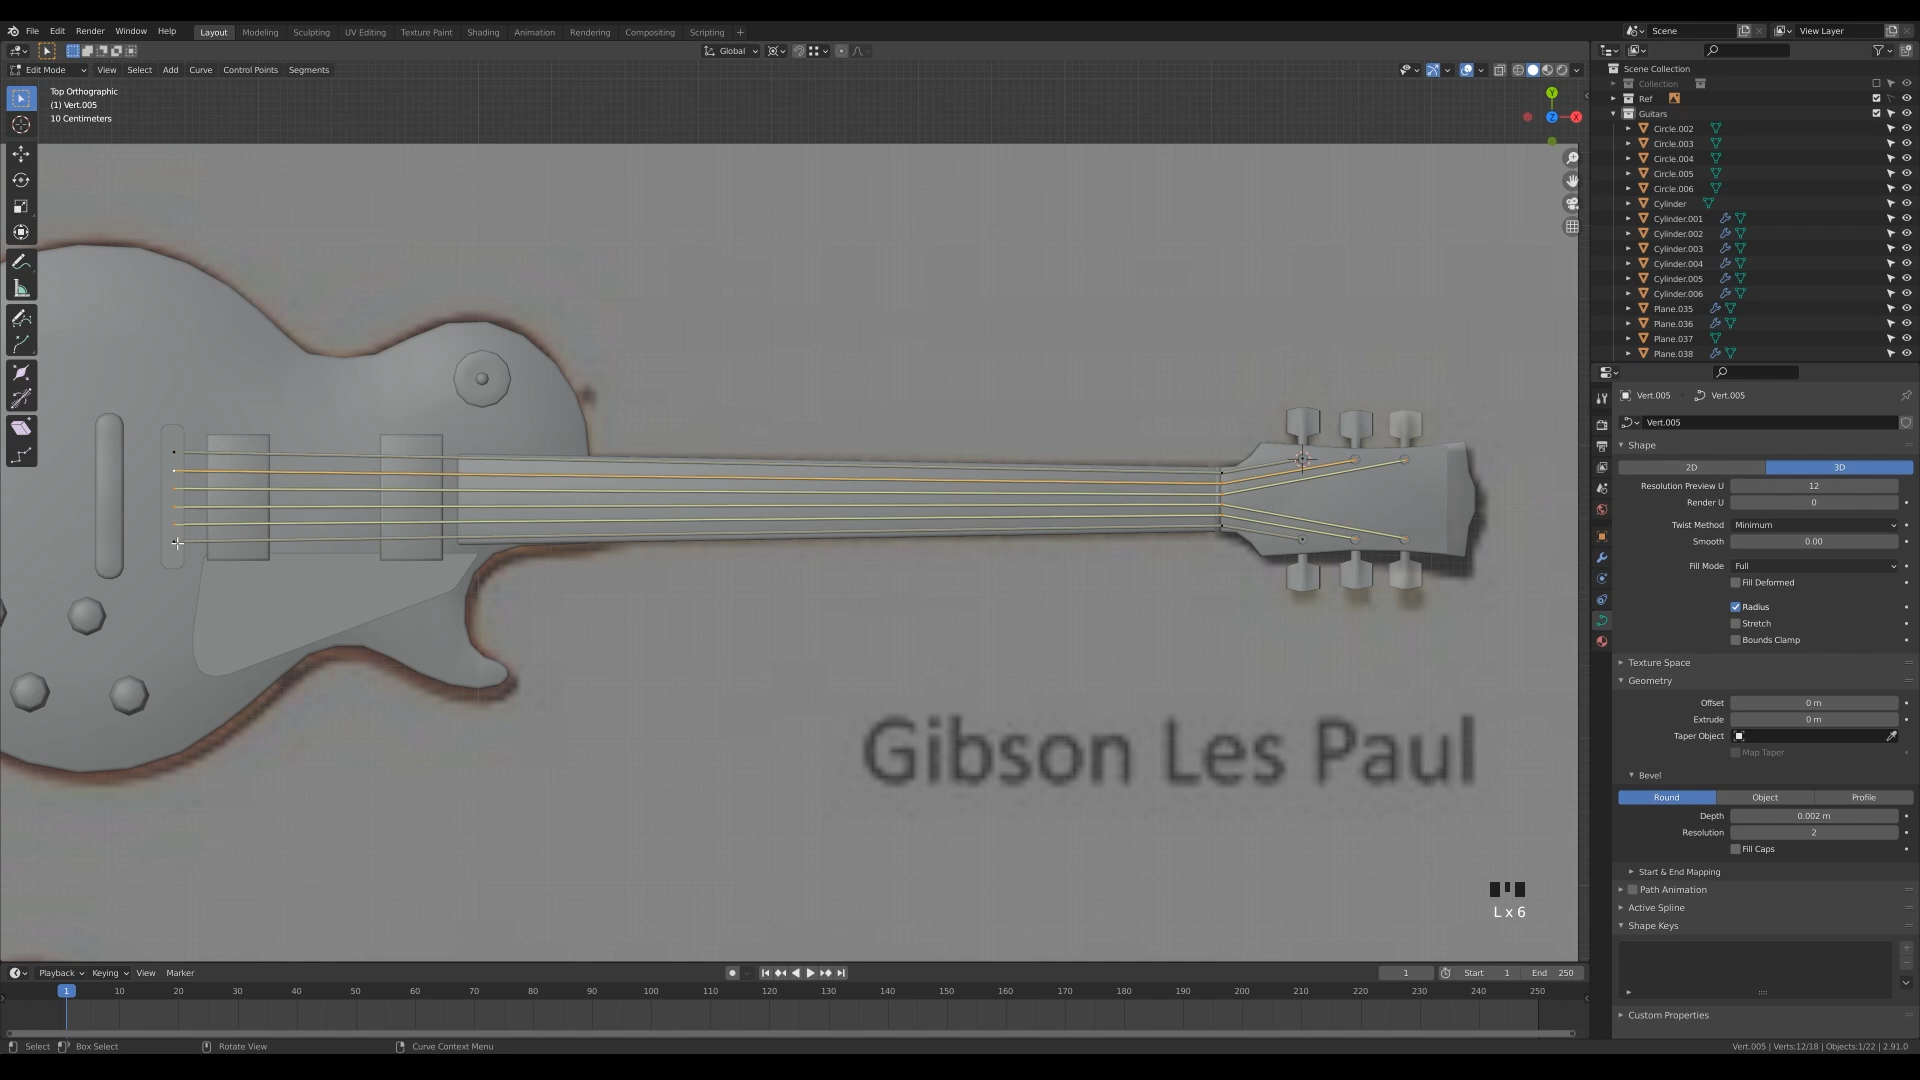 File Edit Render Window Help Layout Modeling Sculpting UV Editing Texture Paint Shading Animation Rendering Compositing Scripting + Scene View Layer
Global
Edit Mode View Select Add Curve Control Points Segments
Top Orthographic
(1) Vert.005
10 Centimeters
Y
Z
X
Scene Collection
Collection
Ref
Guitars
Circle.002
Circle.003
Circle.004
Circle.005
Circle.006
Cylinder
Cylinder.001
Cylinder.002
Cylinder.003
Cylinder.004
Cylinder.005
Cylinder.006
Plane.035
Plane.036
Plane.037
Plane.038
Vert.005 Vert.005
Vert.005
Shape
2D 3D
Resolution Preview U 12
Render U 0
Twist Method Minimum
Smooth 0.00
Fill Mode Full
Fill Deformed
Radius
Stretch
Bounds Clamp
Texture Space
Geometry
Offset 0 m
Extrude 0 m
Taper Object
Map Taper
Bevel
Round Object Profile
Depth 0.002 m
Resolution 2
Fill Caps
Start & End Mapping
Path Animation
Active Spline
Shape Keys
Custom Properties
Gibson Les Paul
L x 6
Playback Keying View Marker 1 Start 1 End 250
1 10 20 30 40 50 60 70 80 90 100 110 120 130 140 150 160 170 180 190 200 210 220 230 240 250
Select Box Select Rotate View Curve Context Menu Vert.005 | Verts:12/18 | Objects:1/22 | 2.91.0